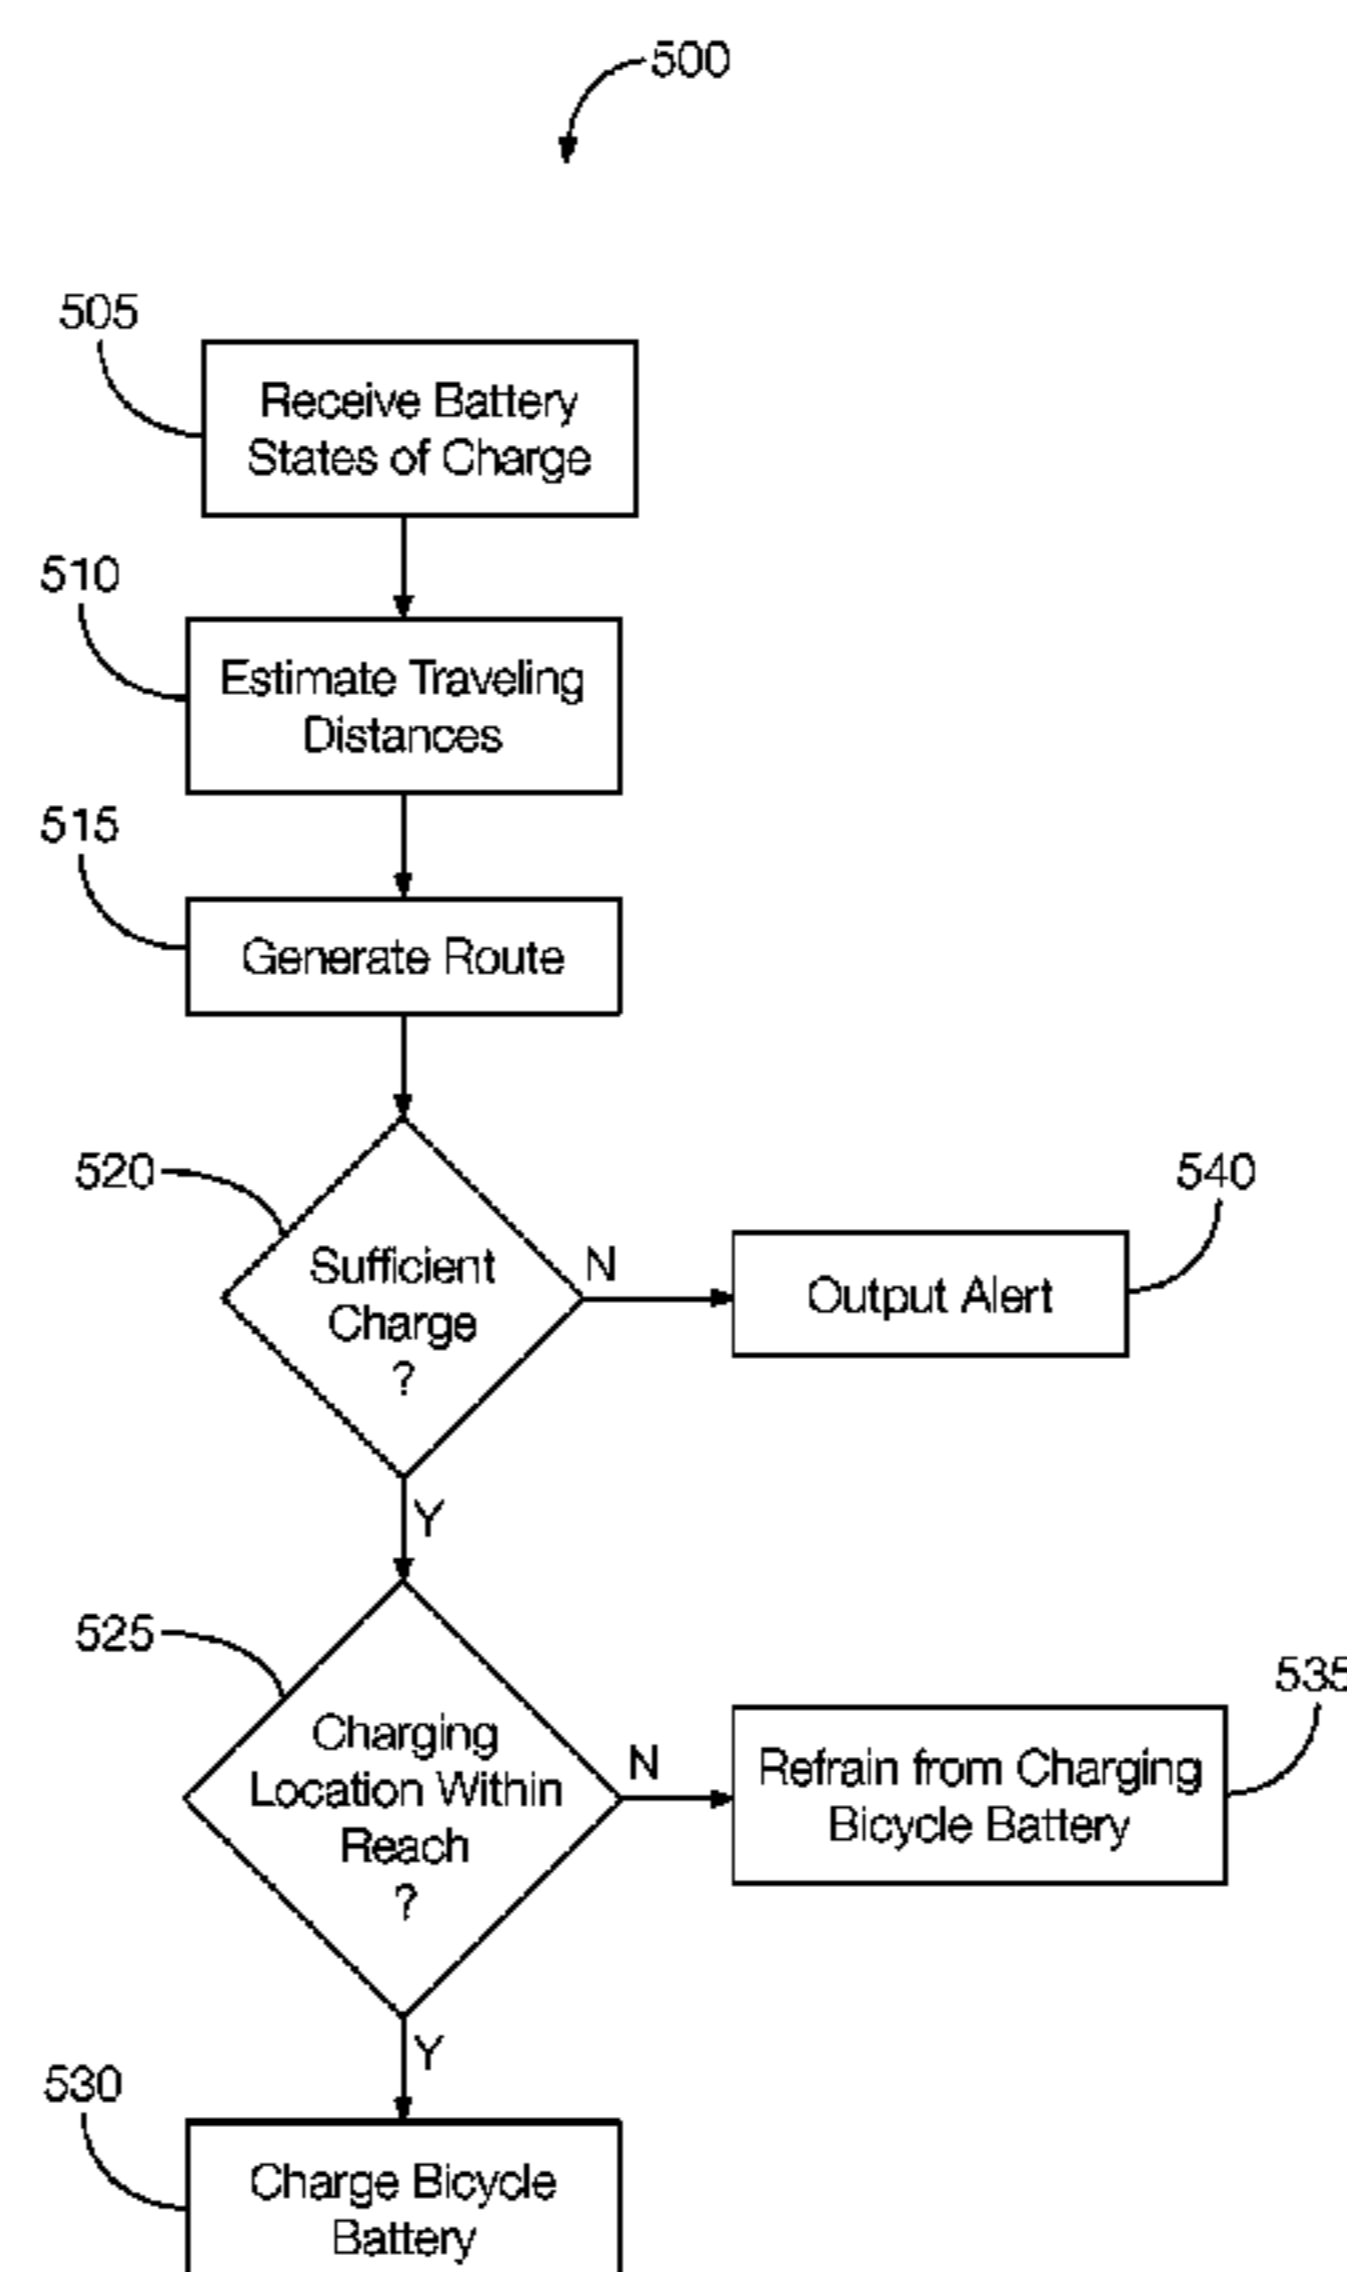 500
505
Receive Battery
States of Charge
510
Estimate Traveling
Distances
515
Generate Route
520
Sufficient
Charge
?
N
540
Output Alert
Y
525
Charging
Location Within
Reach
?
N
535
Refrain from Charging
Bicycle Battery
Y
530
Charge Bicycle
Battery